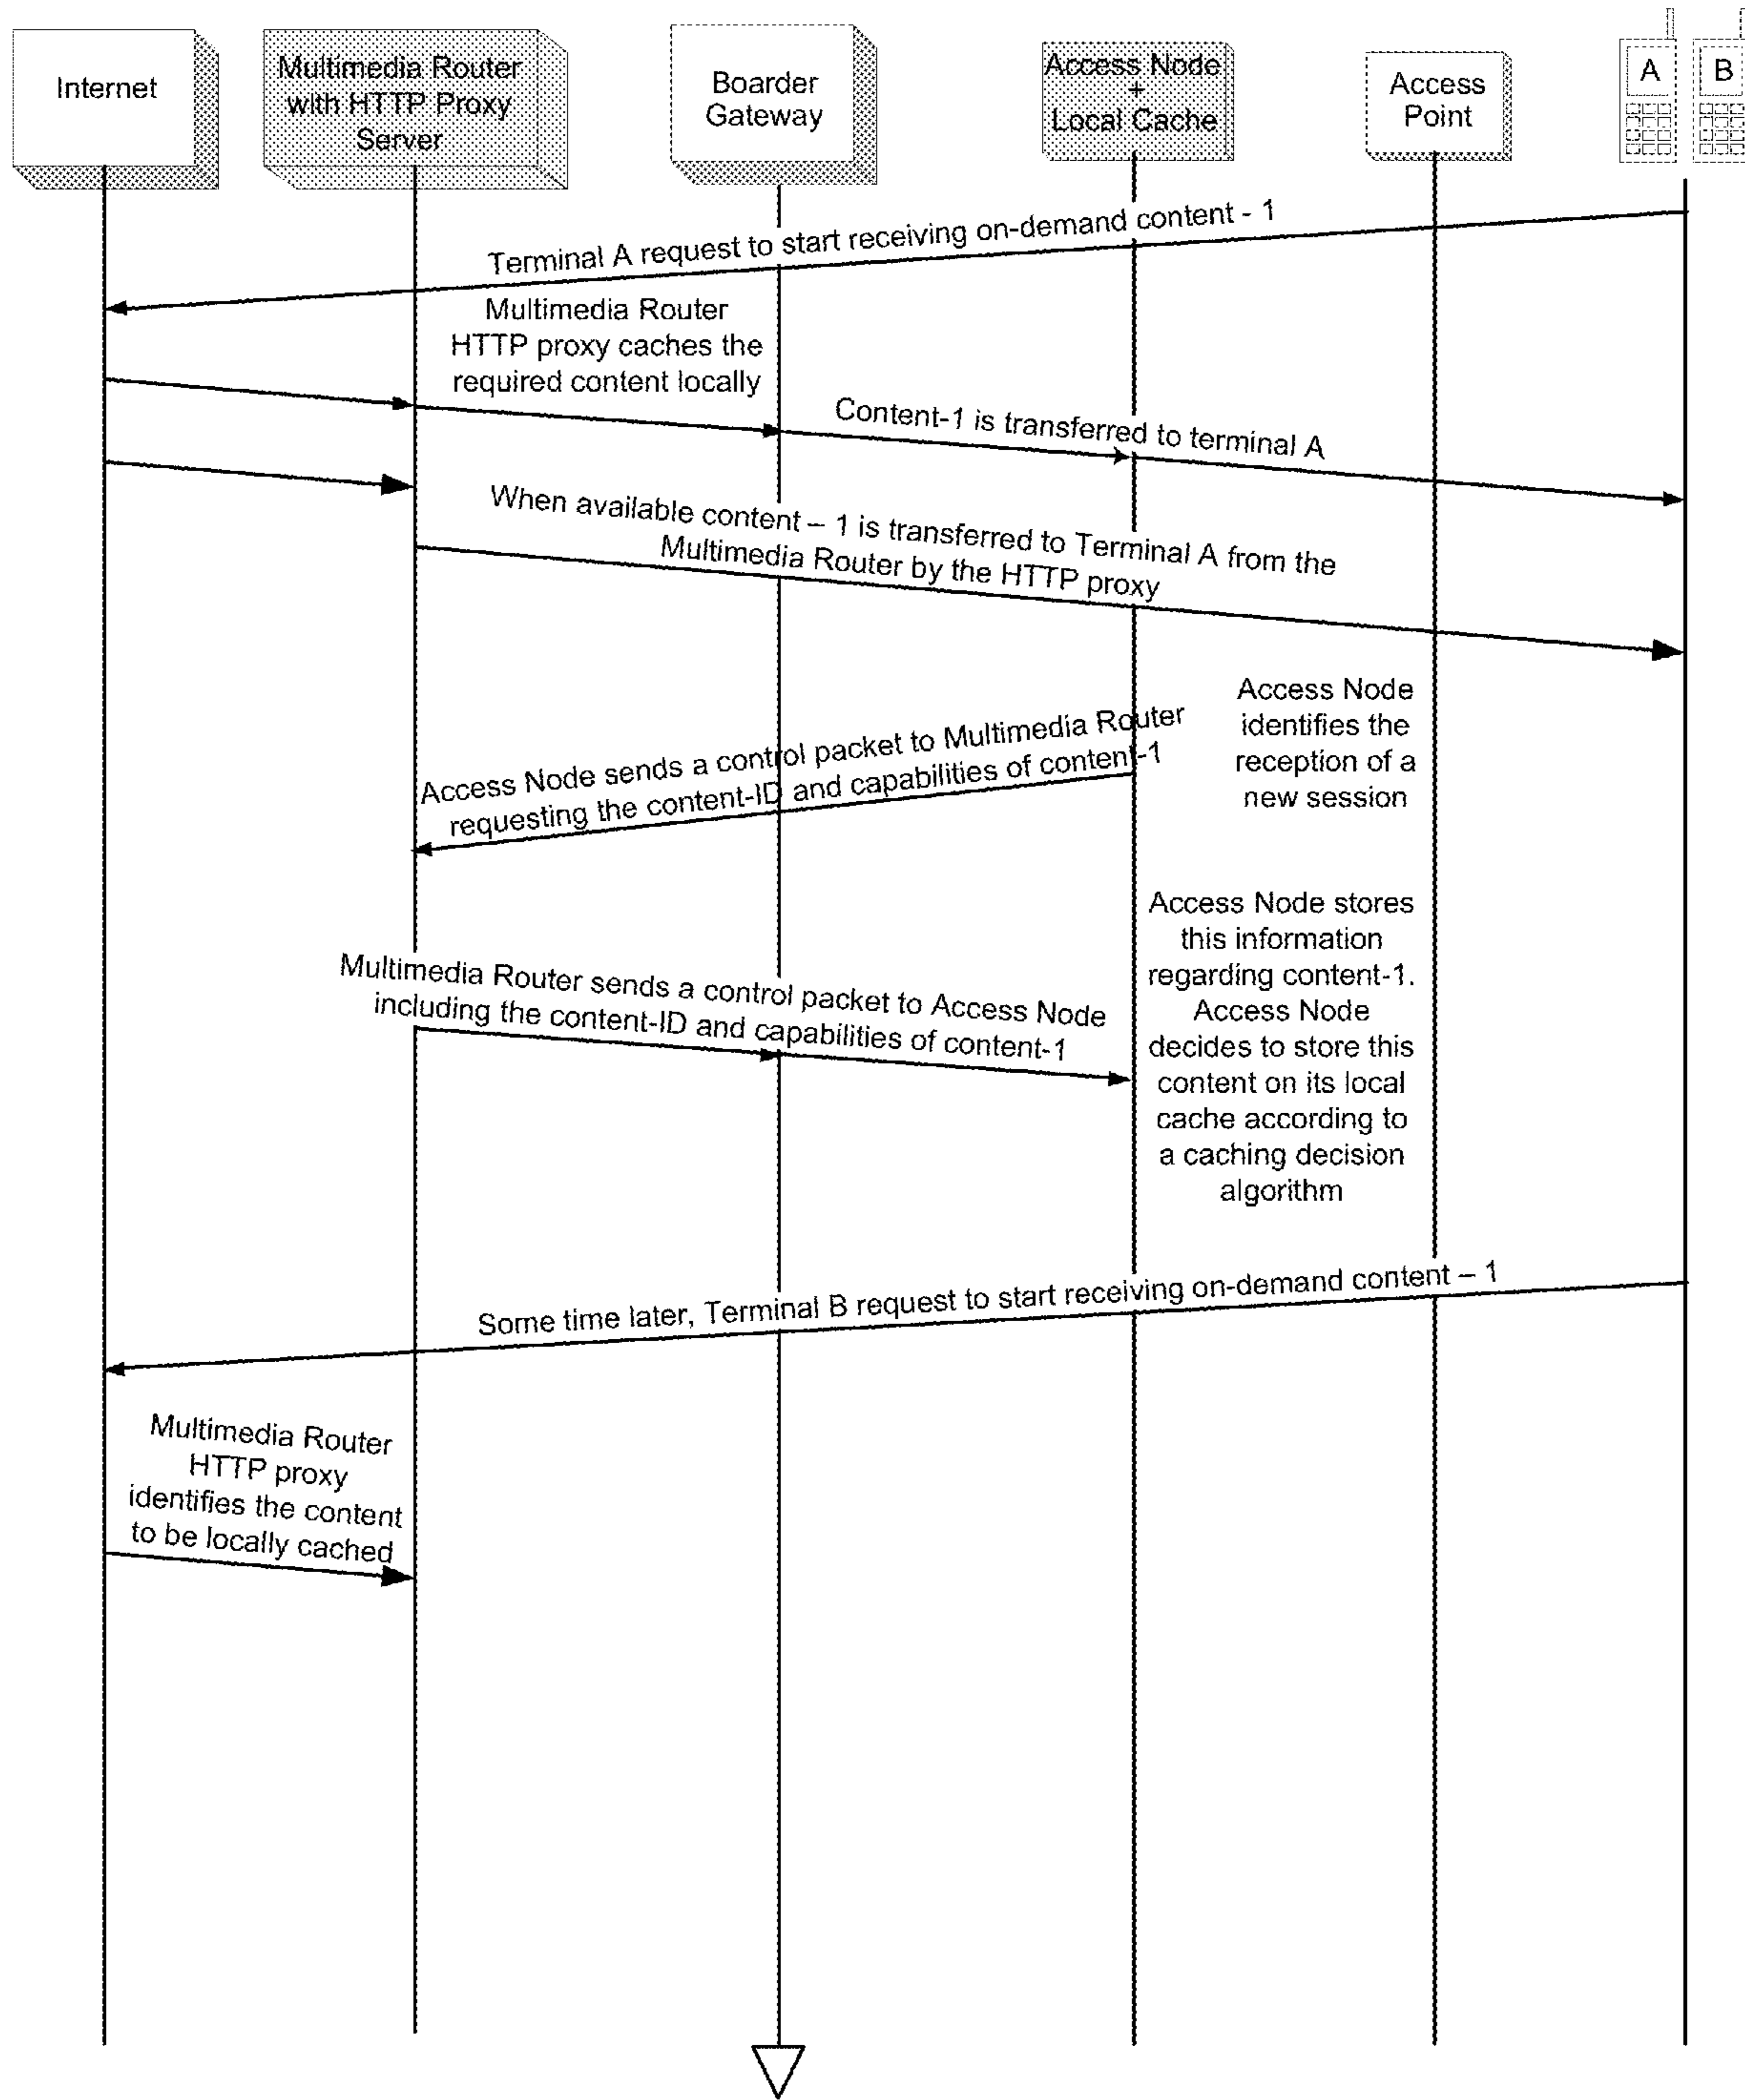 Internet
Multimedia Router
with HTTP Proxy
Server
Boarder
Gateway
Access Node
+
Local Cache
Access
Point
A
B
Terminal A request to start receiving on-demand content - 1
Multimedia Router
HTTP proxy caches the
required content locally
Content-1 is transferred to terminal A
When available content – 1 is transferred to Terminal A from the
Multimedia Router by the HTTP proxy
Access Node
identifies the
reception of a
new session
Access Node sends a control packet to Multimedia Router
requesting the content-ID and capabilities of content-1
Access Node stores
this information
regarding content-1.
Access Node
decides to store this
content on its local
cache according to
a caching decision
algorithm
Multimedia Router sends a control packet to Access Node
including the content-ID and capabilities of content-1
Some time later, Terminal B request to start receiving on-demand content – 1
Multimedia Router
HTTP proxy
identifies the content
to be locally cached